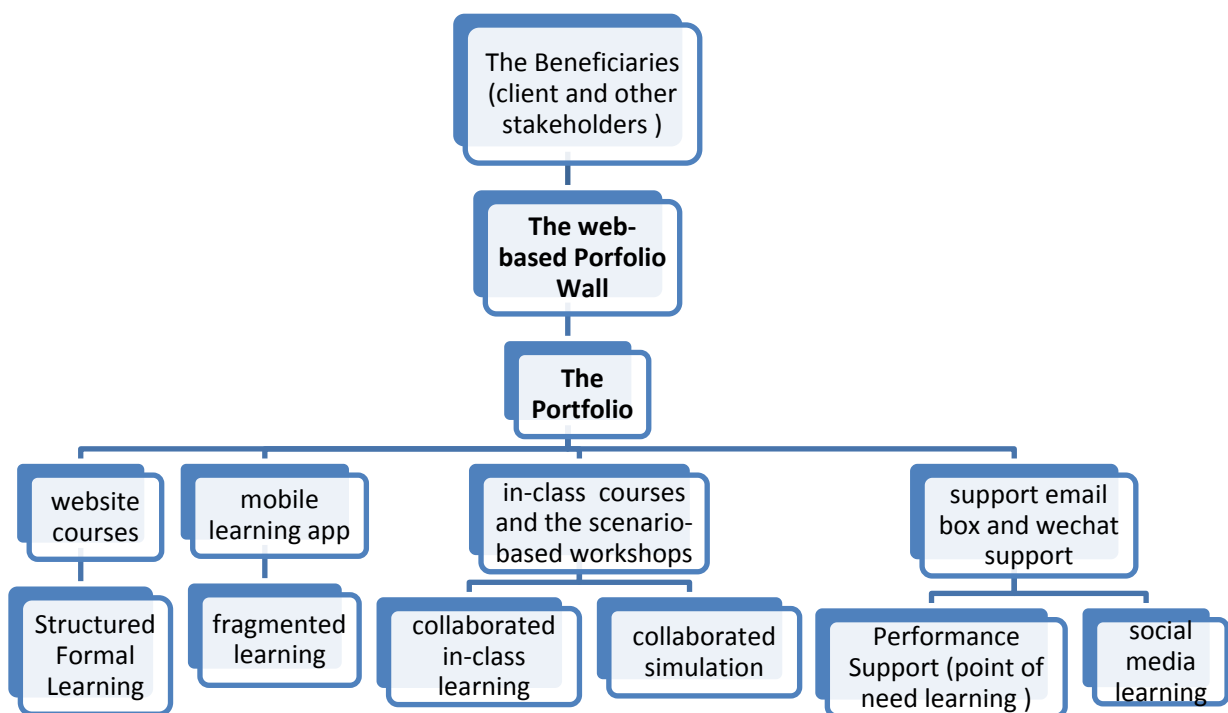 The Beneficiaries
(client and other
stakeholders )
The web-
based Porfolio
Wall
The
Portfolio
website
courses
mobile
learning app
in-class courses
and the scenario-
based workshops
support email
box and wechat
support
Structured
Formal
Learning
fragmented
learning
collaborated
in-class
learning
collaborated
simulation
Performance
Support (point of
need learning )
social
media
learning